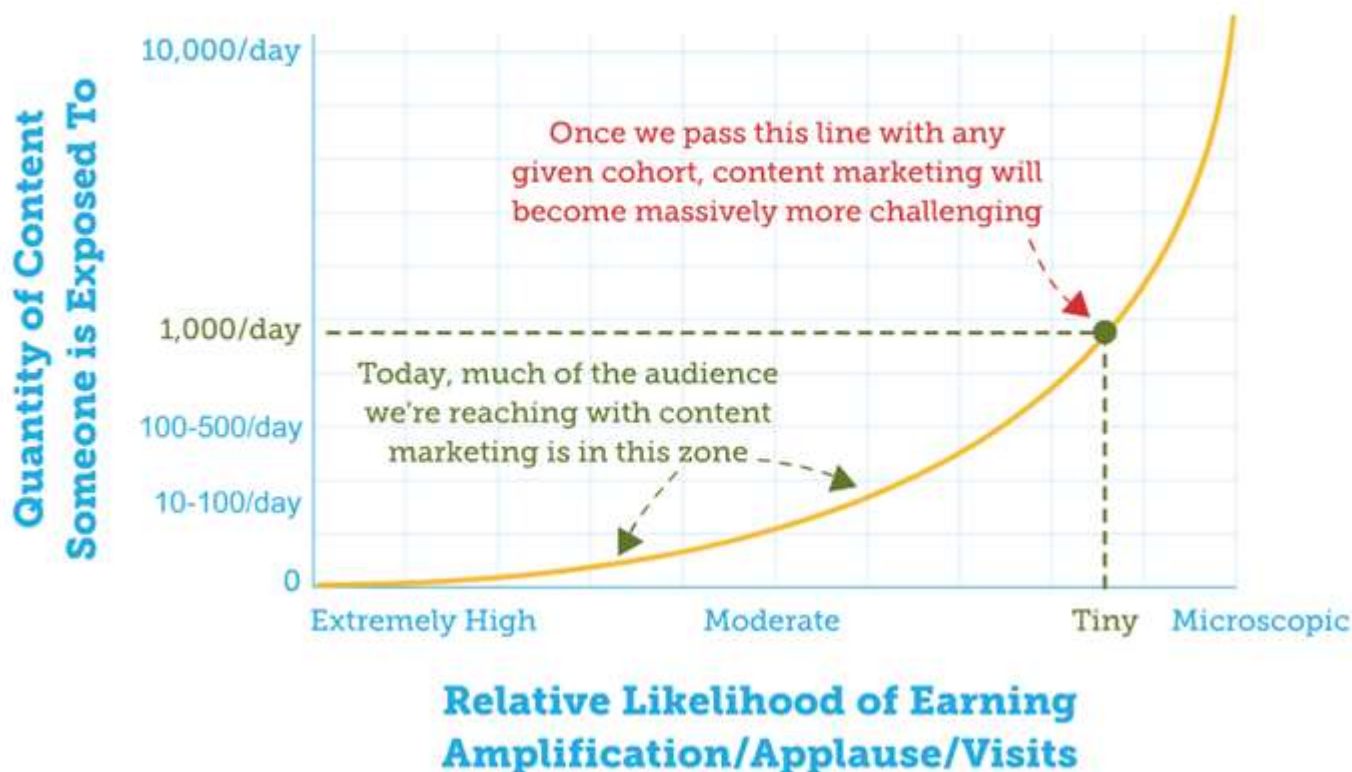 Quantity of Content
Someone is Exposed To
10,000/day
Once we pass this line with any
given cohort, content marketing will
become massively more challenging
1,000/day
Today, much of the audience
we're reaching with content
marketing is in this zone
100-500/day
10-100/day
0
Extremely High
Moderate
Tiny
Microscopic
Relative Likelihood of Earning
Amplification/Applause/Visits